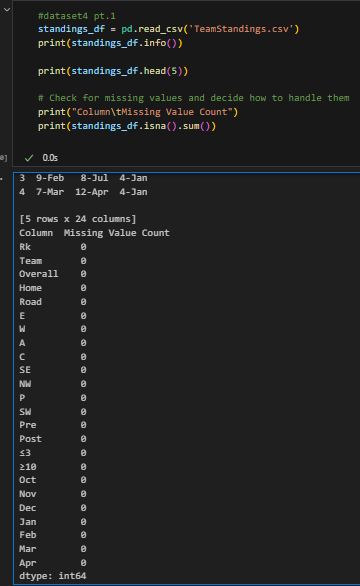 #dataset4 pt.1
standings_df = pd.read_csv('TeamStandings.csv')
print(standings_df.info())
print(standings_df.head(5))
# Check for missing values and decide how to handle them
print("Column\tMissing Value Count")
print(standings_df.isna().sum())
0.0s
3 9-Feb 8-Jul 4-Jan
4 7-Mar 12-Apr 4-Jan
[5 rows x 24 columns]
Column Missing Value Count
Rk 0
Team 0
Overall 0
Home 0
Road 0
E 0
W 0
A 0
C 0
SE 0
NW 0
P 0
SW 0
Pre 0
Post 0
≤3 0
≥10 0
Oct 0
Nov 0
Dec 0
Jan 0
Feb 0
Mar 0
Apr 0
dtype: int64